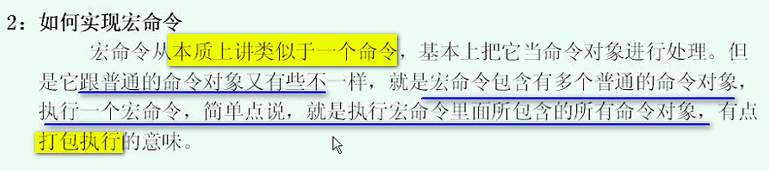 2：如何实现宏命令
宏命令从本质上讲类似于一个命令，基本上把它当命令对象进行处理。但
是它跟普通的命令对象又有些不一样，就是宏命令包含有多个普通的命令对象，
执行一个宏命令，简单点说，就是执行宏命令里面所包含的所有命令对象，有点
打包执行的意味。